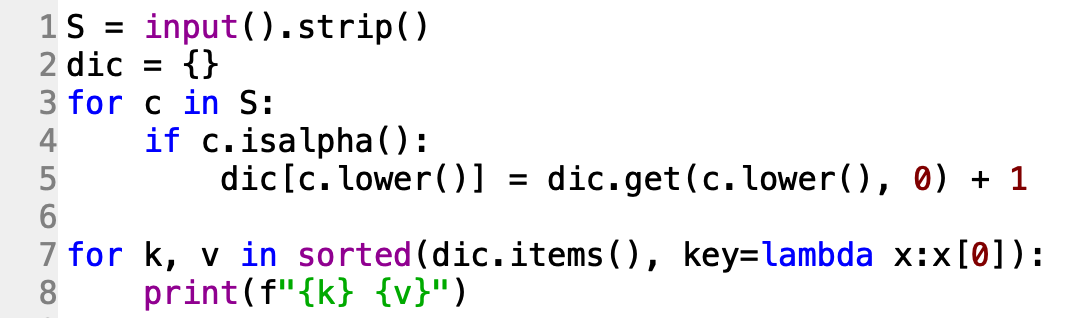 1 S = input().strip()
2 dic = {}
3 for c in S:
4     if c.isalpha():
5         dic[c.lower()] = dic.get(c.lower(), 0) + 1
6
7 for k, v in sorted(dic.items(), key=lambda x:x[0]):
8     print(f"{k} {v}")